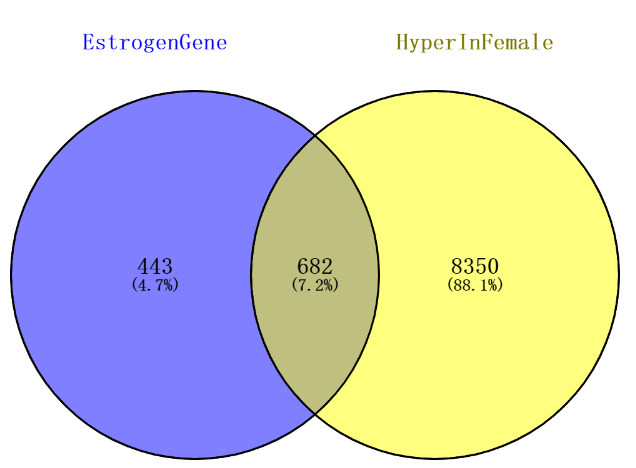 EstrogenGene HyperInFemale
443 682 8350
(4.7%) (7.2%) (88.1%)